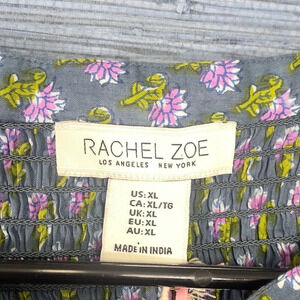 RACHEL ZOE
LOS ANGELES NEW YORK
US: XL
CA: XL/TG
UK: XL
EU: XL
AU: XL
MADE IN INDIA